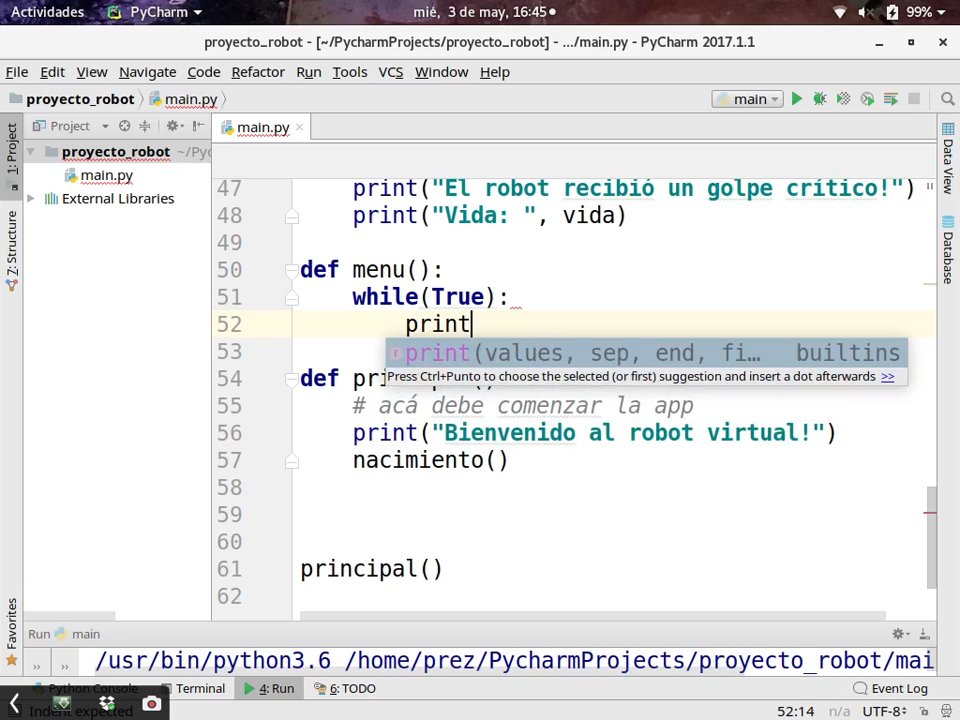 Actividades PyCharm mié, 3 de may, 16:45 99%
proyecto_robot - [~/PycharmProjects/proyecto_robot] - .../main.py - PyCharm 2017.1.1
File Edit View Navigate Code Refactor Run Tools VCS Window Help
proyecto_robot main.py main
Project main.py
proyecto_robot ~/Pyc
main.py
External Libraries
1: Project
7: Structure
Favorites
Data View
Database
47 print("El robot recibió un golpe crítico!") "
48 print("Vida: ", vida)
49
50 def menu():
51 while(True):
52 print
print(values, sep, end, fi… builtins
53
Press Ctrl+Punto to choose the selected (or first) suggestion and insert a dot afterwards >>
54 def pri
55 # acá debe comenzar la app
56 print("Bienvenido al robot virtual!")
57 nacimiento()
58
59
60
61 principal()
62
Run main
/usr/bin/python3.6 /home/prez/PycharmProjects/proyecto_robot/mai
Python Console Terminal 4: Run 6: TODO Event Log
Indent expected 52:14 n/a UTF-8